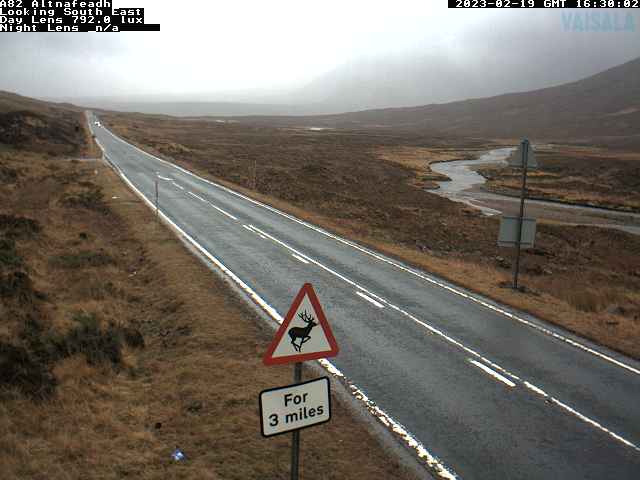 A82 Altnafeadh
Looking South East
Day Lens 792.0 lux
Night Lens n/a
2023-02-19 GMT 16:30:02
VAISALA
For
3 miles